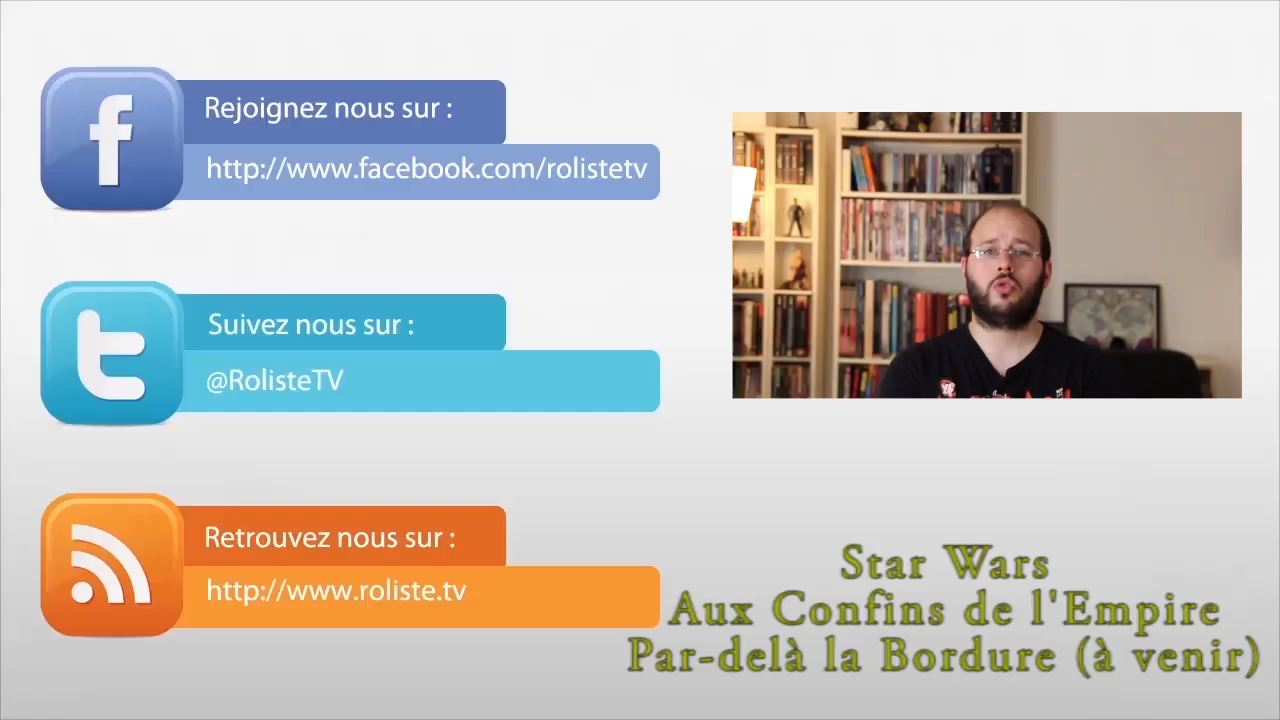 Rejoignez nous sur :
http://www.facebook.com/rolistetv
Suivez nous sur :
@RolisteTV
Retrouvez nous sur :
http://www.roliste.tv
Star Wars
Aux Confins de l'Empire
Par-delà la Bordure (à venir)